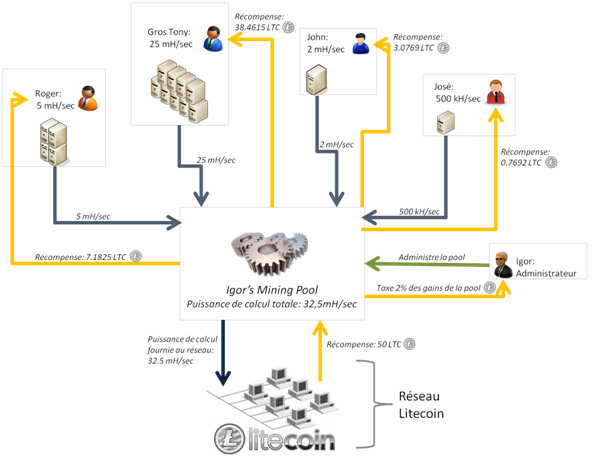 Gros Tony:
25 mH/sec
Récompense:
38.4615 LTC
John:
2 mH/sec
Récompense:
3.0769 LTC
Roger:
5 mH/sec
José:
500 kH/sec
Récompense:
0.7692 LTC
25 mH/sec
2 mH/sec
5 mH/sec
500 kH/sec
Récompense: 7.1825 LTC
Igor's Mining Pool
Puissance de calcul totale: 32,5mH/sec
Administre la pool
Igor:
Administrateur
Taxe 2% des gains de la pool
Puissance de calcul
fournie au réseau:
32.5 mH/sec
Récompense: 50 LTC
Réseau
Litecoin
litecoin